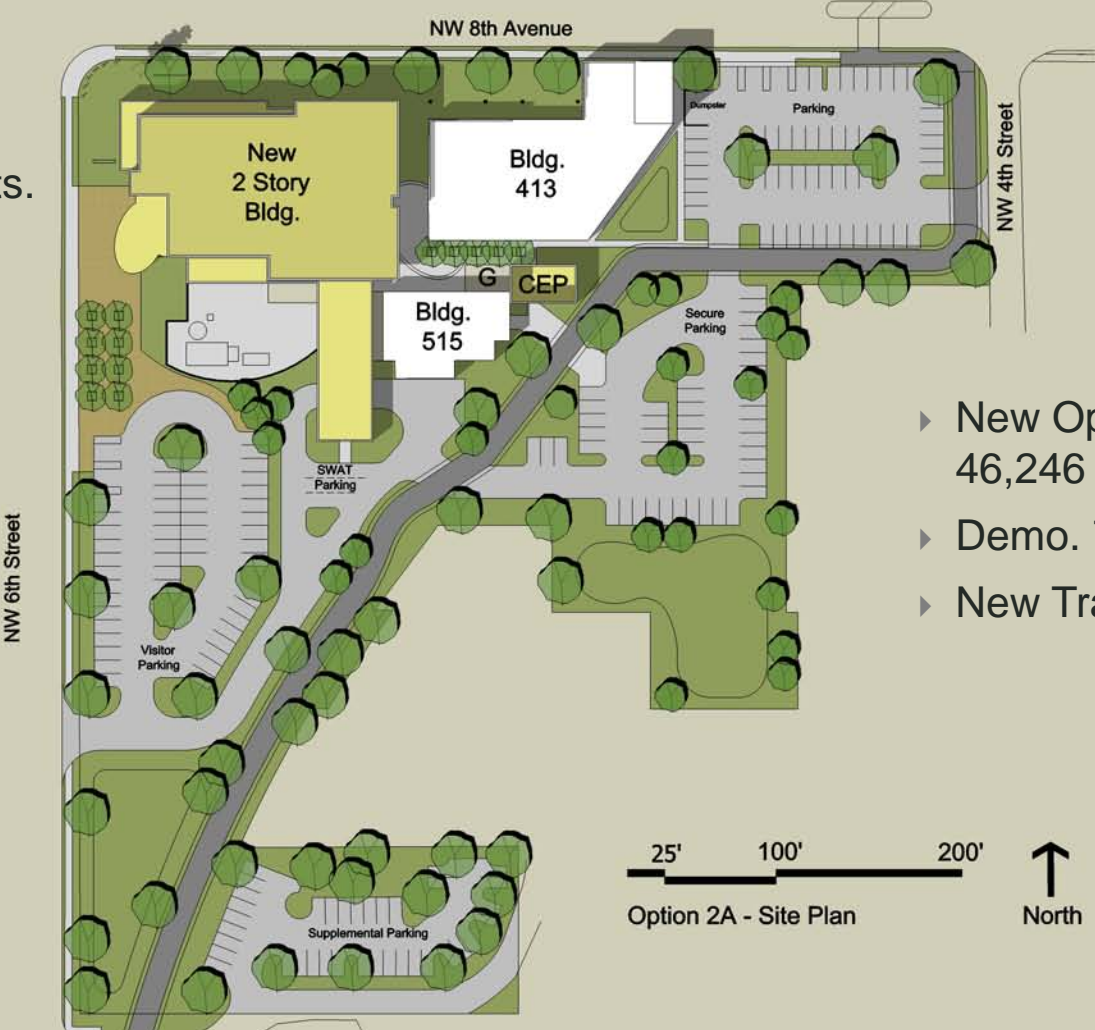 NW 8th Avenue
ts.
New
2 Story
Bldg.
Bldg.
413
Dumpster
Parking
NW 4th Street
G
CEP
Bldg.
515
Secure
Parking
SWAT
Parking
NW 6th Street
Visitor
Parking
Supplemental Parking
▸ New Op
46,246
▸ Demo.
▸ New Tra
25' 100' 200'
Option 2A - Site Plan
North